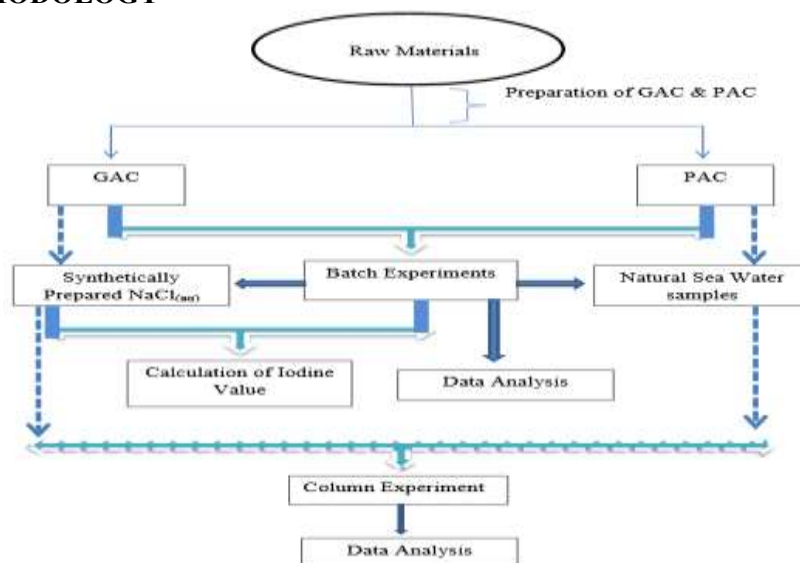 Raw Materials
Preparation of GAC & PAC
GAC
PAC
Synthetically
Prepared NaCl(aq)
Batch Experiments
Natural Sea Water
samples
Calculation of Iodine
Value
Data Analysis
Column Experiment
Data Analysis